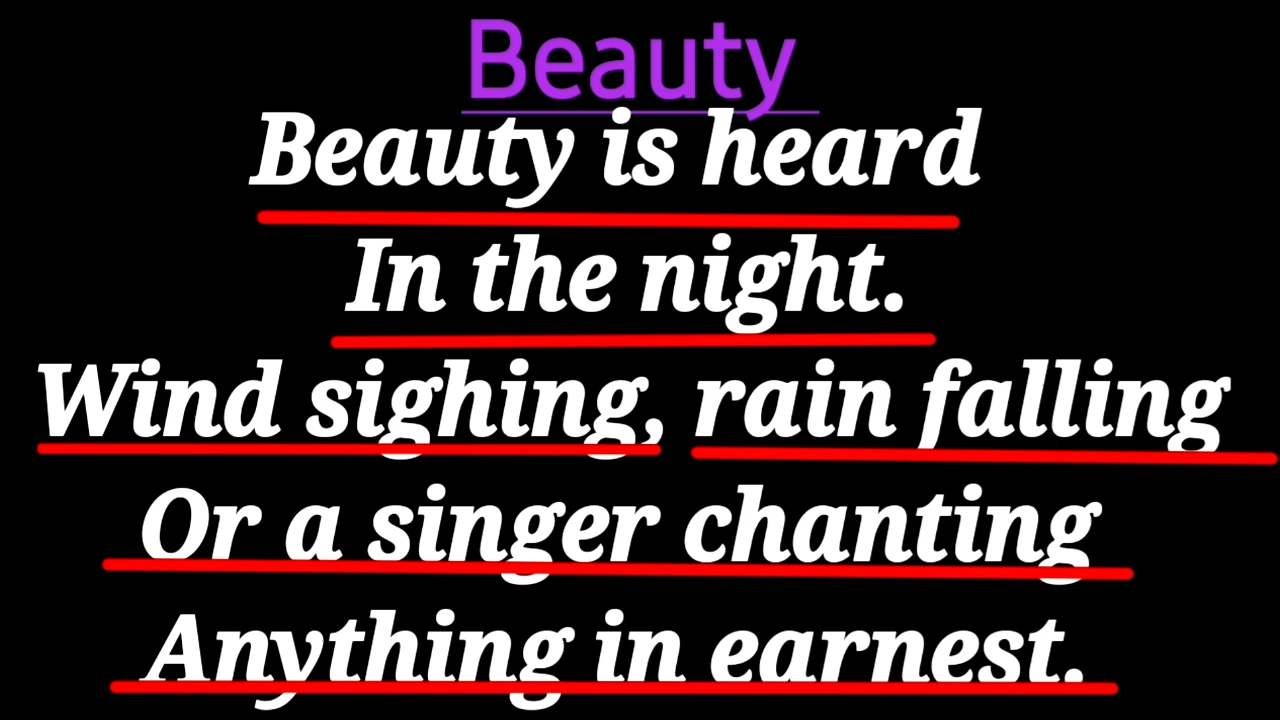 Beauty
Beauty is heard
In the night.
Wind sighing, rain falling
Or a singer chanting
Anything in earnest.